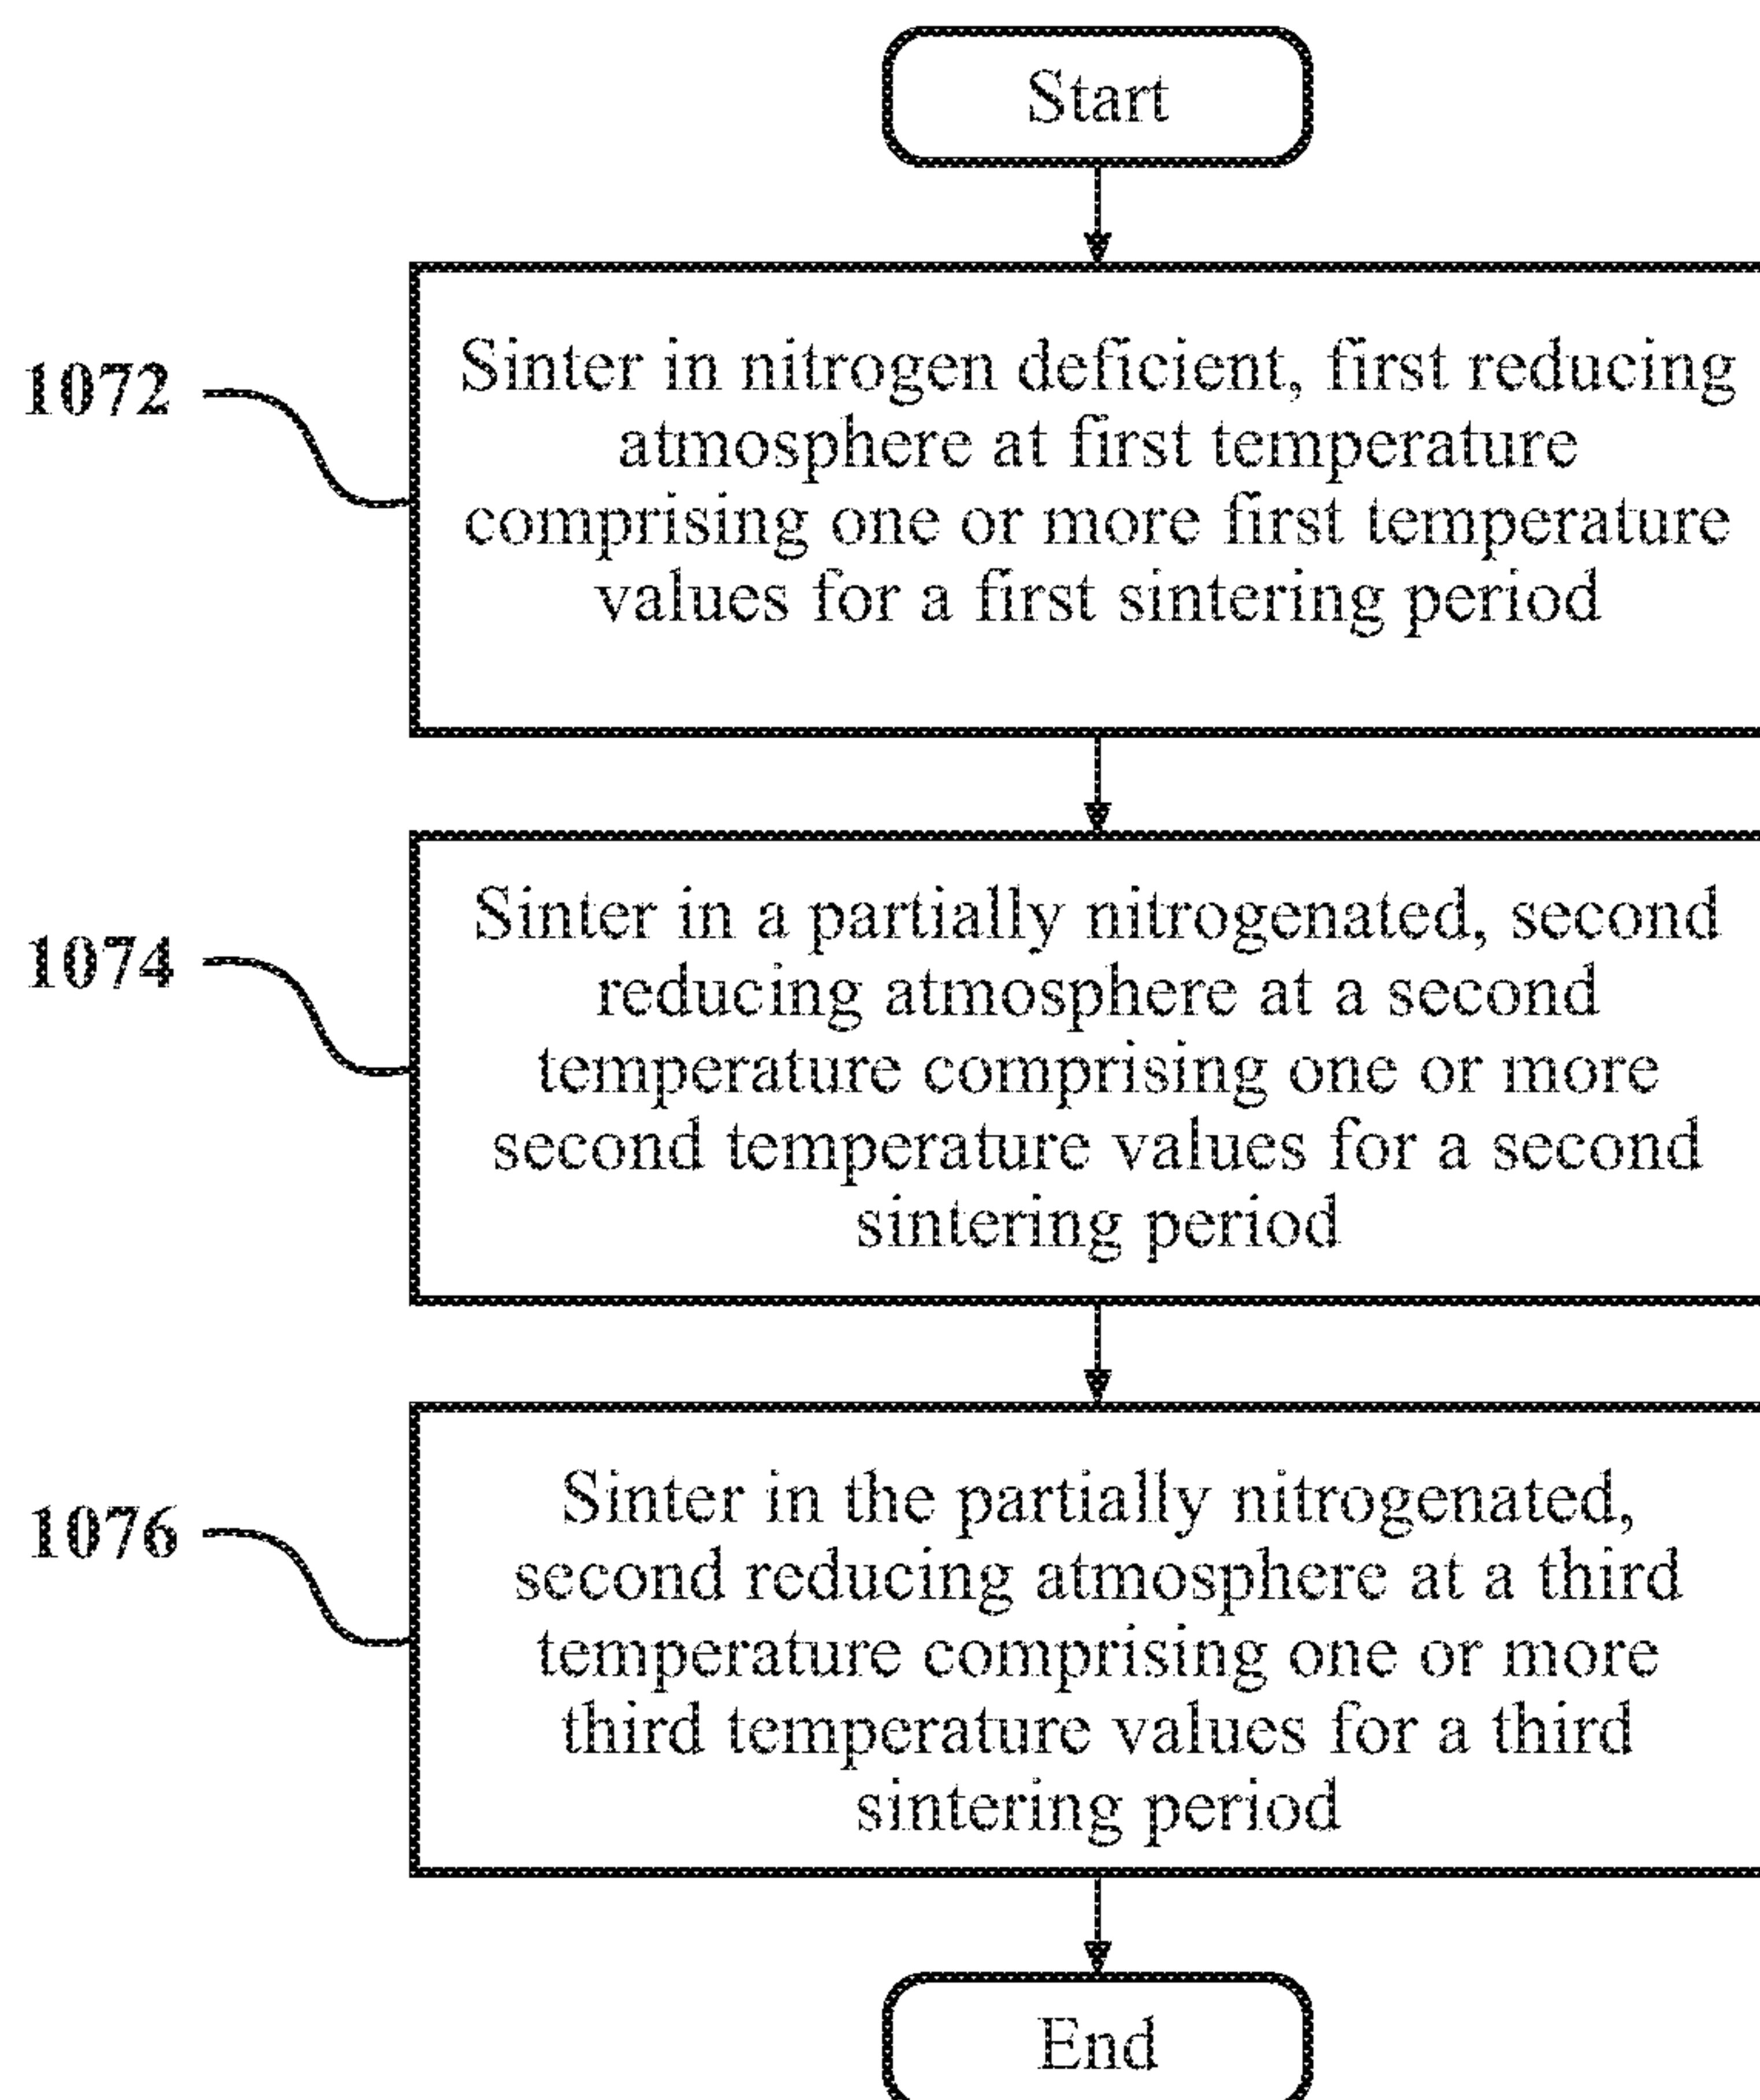 Start
1072
Sinter in nitrogen deficient, first reducing
atmosphere at first temperature
comprising one or more first temperature
values for a first sintering period
1074
Sinter in a partially nitrogenated, second
reducing atmosphere at a second
temperature comprising one or more
second temperature values for a second
sintering period
1076
Sinter in the partially nitrogenated,
second reducing atmosphere at a third
temperature comprising one or more
third temperature values for a third
sintering period
End